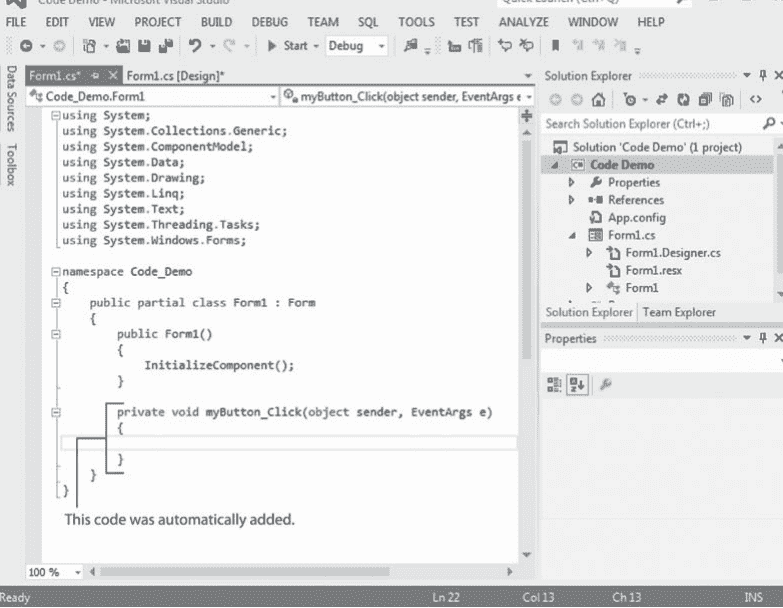 Code Demo - Microsoft Visual Studio
FILE EDIT VIEW PROJECT BUILD DEBUG TEAM SQL TOOLS TEST ANALYZE WINDOW HELP
Start Debug
Data Sources
Toolbox
Form1.cs* Form1.cs [Design]*
Code_Demo.Form1 myButton_Click(object sender, EventArgs e
using System;
using System.Collections.Generic;
using System.ComponentModel;
using System.Data;
using System.Drawing;
using System.Linq;
using System.Text;
using System.Threading.Tasks;
using System.Windows.Forms;
namespace Code_Demo
{
public partial class Form1 : Form
{
public Form1()
{
InitializeComponent();
}
private void myButton_Click(object sender, EventArgs e)
{
}
}
}
This code was automatically added.
100 %
Solution Explorer
Search Solution Explorer (Ctrl+;)
Solution 'Code Demo' (1 project)
Code Demo
Properties
References
App.config
Form1.cs
Form1.Designer.cs
Form1.resx
Form1
Solution Explorer Team Explorer
Properties
Ready Ln 22 Col 13 Ch 13 INS